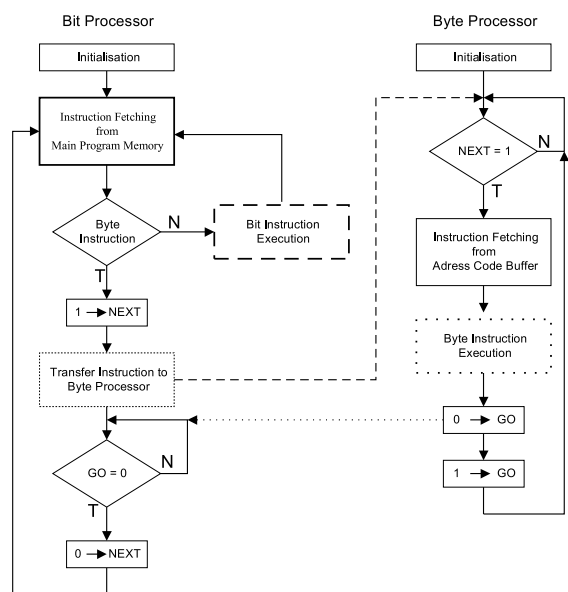 Bit Processor
Initialisation
Instruction Fetching
from
Main Program Memory
Byte
Instruction
N
T
Bit Instruction
Execution
1 → NEXT
Transfer Instruction to
Byte Processor
GO = 0
N
T
0 → NEXT
Byte Processor
Initialisation
NEXT = 1
N
T
Instruction Fetching
from
Adress Code Buffer
Byte Instruction
Execution
0 → GO
1 → GO